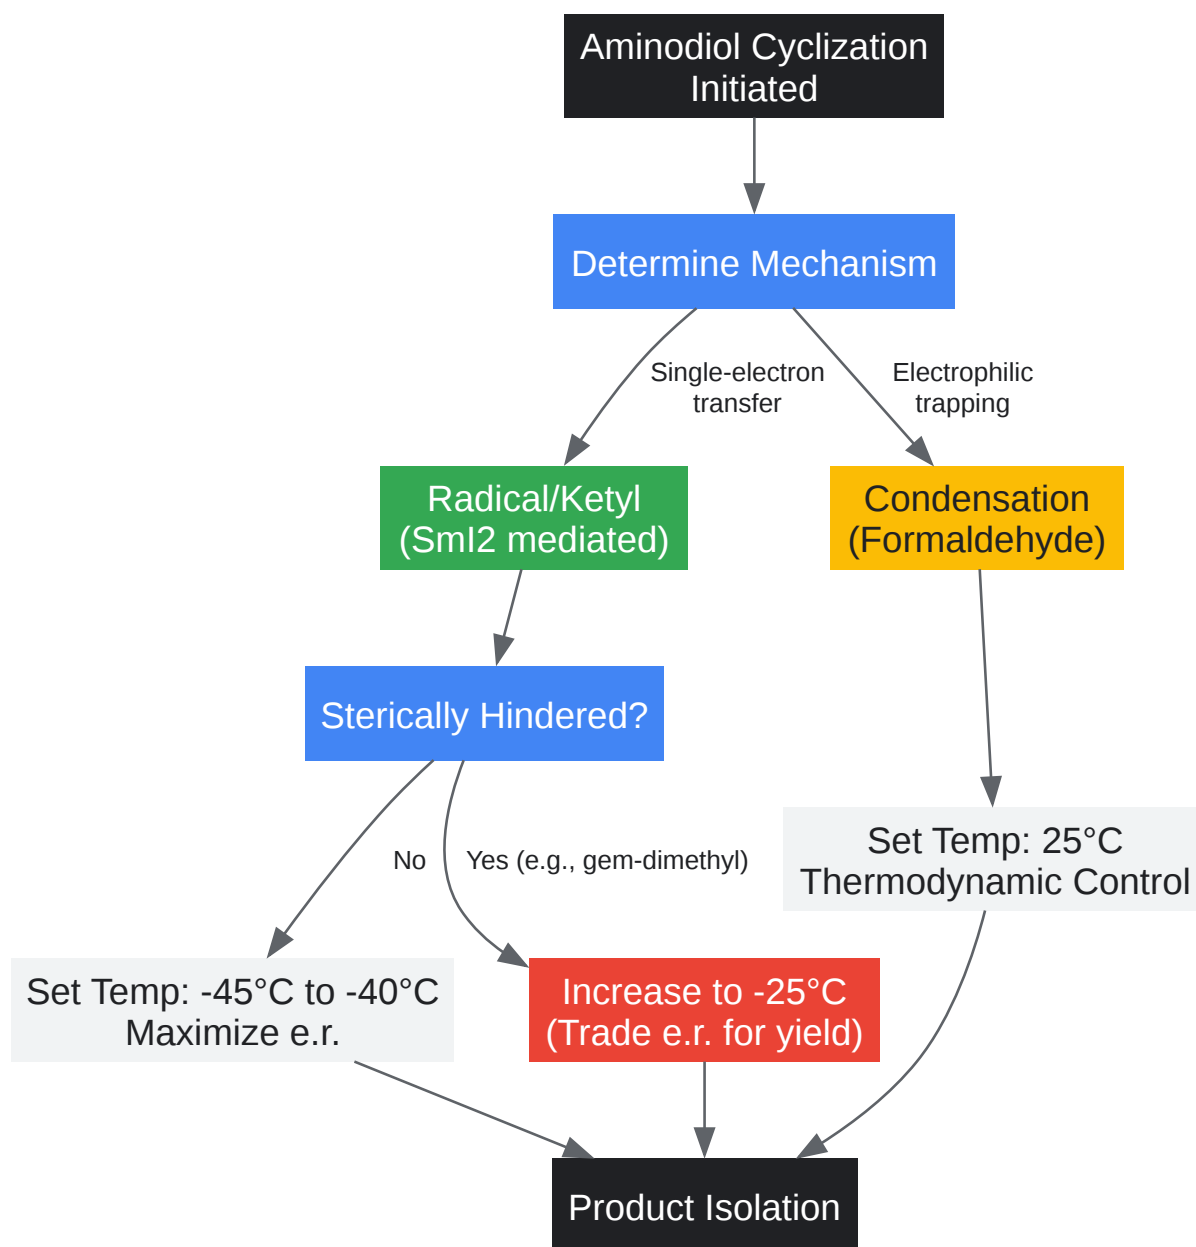 Aminodiol Cyclization
Initiated
Determine Mechanism
Single-electron
transfer
Electrophilic
trapping
Radical/Ketyl
(SmI2 mediated)
Condensation
(Formaldehyde)
Sterically Hindered?
No
Yes (e.g., gem-dimethyl)
Set Temp: 25°C
Thermodynamic Control
Set Temp: -45°C to -40°C
Maximize e.r.
Increase to -25°C
(Trade e.r. for yield)
Product Isolation